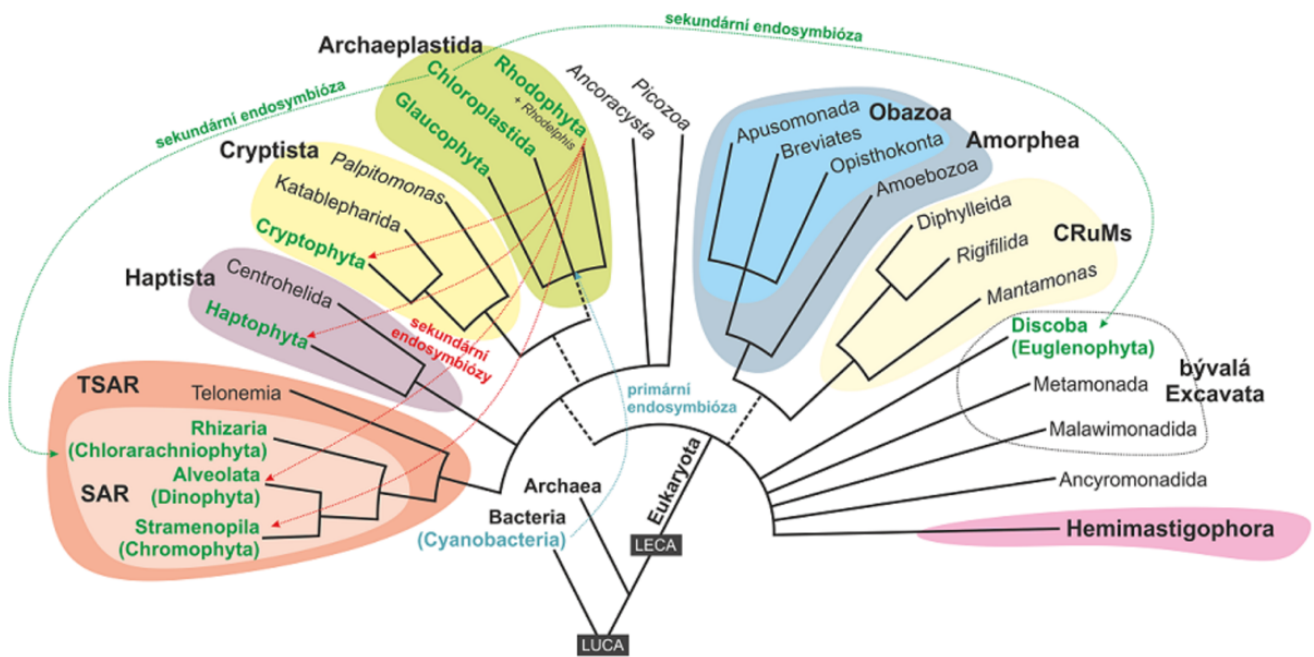 sekundární endosymbióza
Archaeplastida
Rhodophyta
+ Rhodelphis
Chloroplastida
Glaucophyta
Ancoracysta
Picozoa
sekundární endosymbióza
Cryptista
Palpitomonas
Katablepharida
Cryptophyta
Haptista
Centrohelida
Haptophyta
sekundární
endosymbiózy
TSAR
Telonemia
Rhizaria
(Chlorarachniophyta)
Alveolata
(Dinophyta)
SAR
Stramenopila
(Chromophyta)
Apusomonada
Obazoa
Breviates
Amorphea
Opisthokonta
Amoebozoa
Diphylleida
CRuMs
Rigifilida
Mantamonas
Discoba
(Euglenophyta)
bývalá
Excavata
Metamonada
Malawimonadida
Ancyromonadida
Hemimastigophora
primární
endosymbióza
Eukaryota
Archaea
Bacteria
(Cyanobacteria)
LECA
LUCA